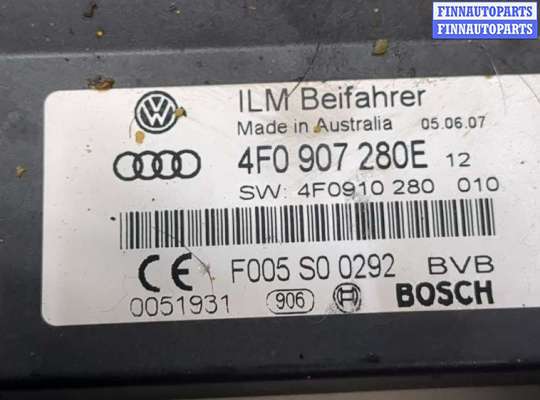 FINNAUTOPARTS
FINNAUTOPARTS
ILM Beifahrer
Made in Australia 05.06.07
4F0 907 280E 12
SW: 4F0910 280 010
CE F005 S0 0292 BVB
0051931 906 BOSCH